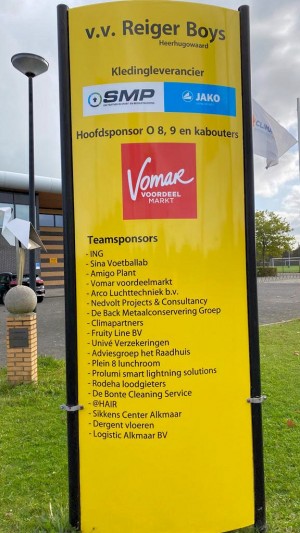 v.v. Reiger Boys
Heerhugowaard
Kledingleverancier
SMP
JAKO
Hoofdsponsor O 8, 9 en kabouters
Vomar
VOORDEEL
MARKT
Teamsponsors
- ING
- Sina Voetballab
- Amigo Plant
- Vomar voordeelmarkt
- Arco Luchttechniek b.v.
- Nedvolt Projects & Consultancy
- De Back Metaalconservering Groep
- Climapartners
- Fruity Line BV
- Univé Verzekeringen
- Adviesgroep het Raadhuis
- Plein 8 lunchroom
- Prolumi smart lightning solutions
- Rodeha loodgieters
- De Bonte Cleaning Service
- @HAIR
- Sikkens Center Alkmaar
- Dergent vloeren
- Logistic Alkmaar BV